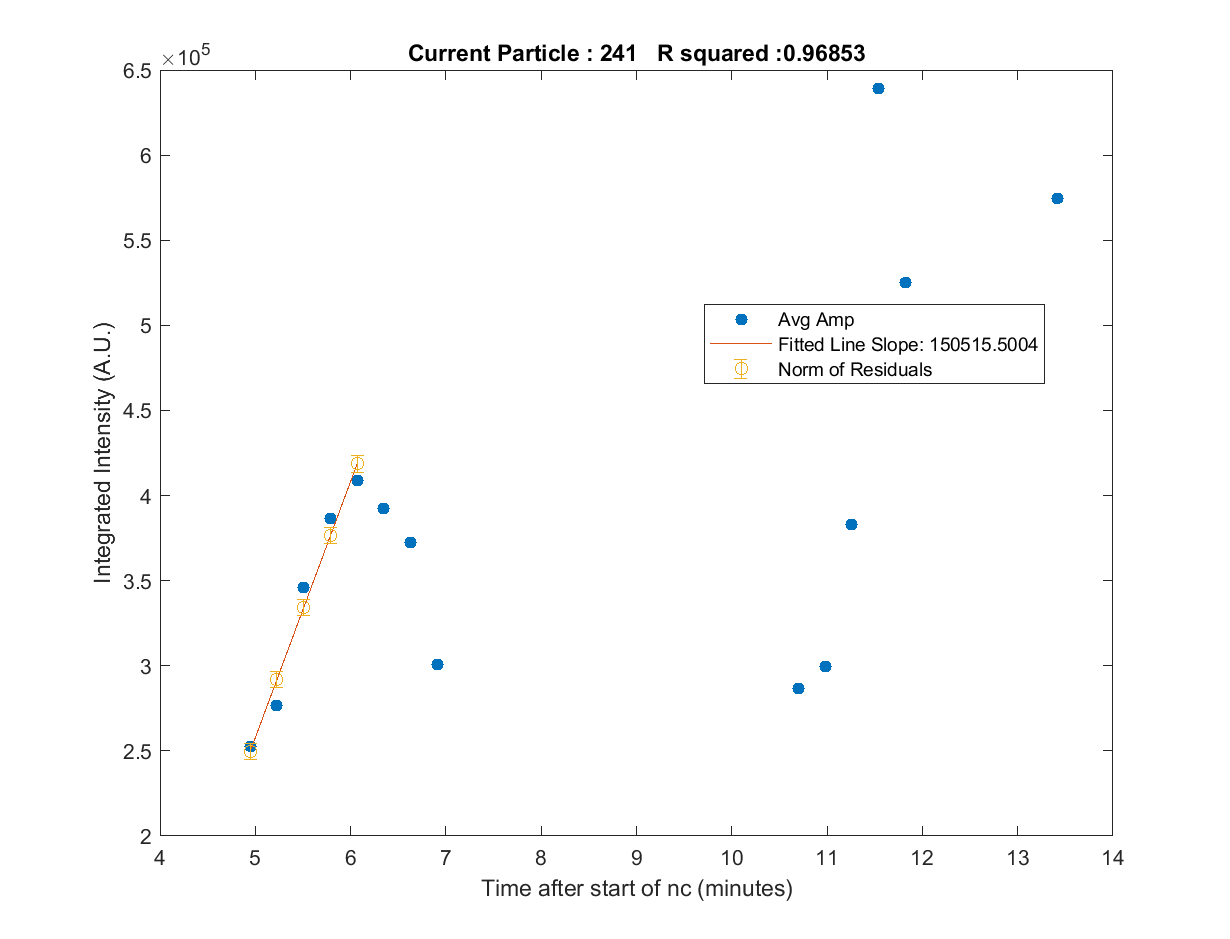 Current Particle : 241 R squared :0.96853
×10⁵
6.5
6
5.5
5
4.5
4
3.5
3
2.5
2
Integrated Intensity (A.U.)
Avg Amp
Fitted Line Slope: 150515.5004
Norm of Residuals
4 5 6 7 8 9 10 11 12 13 14
Time after start of nc (minutes)